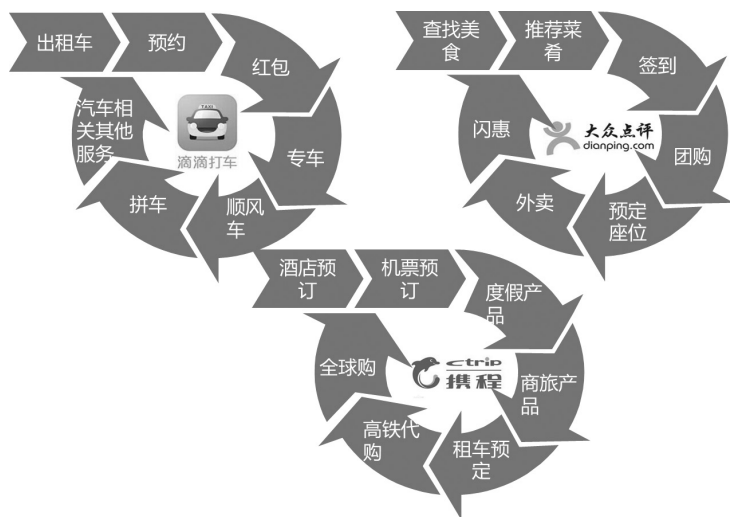 出租车
预约
红包
专车
顺风
车
拼车
汽车相
关其他
服务
TAXI
滴滴打车
查找美
食
推荐菜
肴
签到
团购
预定
座位
外卖
闪惠
大众点评
dianping.com
酒店预
订
机票预
订
度假产
品
商旅产
品
租车预
定
高铁代
购
全球购
ctrip
携程